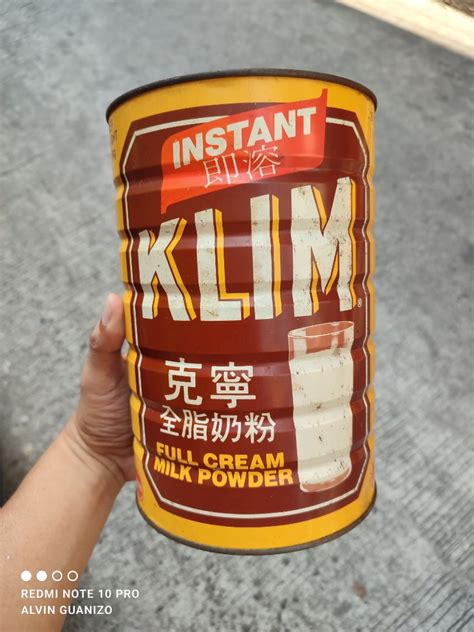 INSTANT
即溶
KLIM
®
克寧
全脂奶粉
FULL CREAM
MILK POWDER
REDMI NOTE 10 PRO
ALVIN GUANIZO